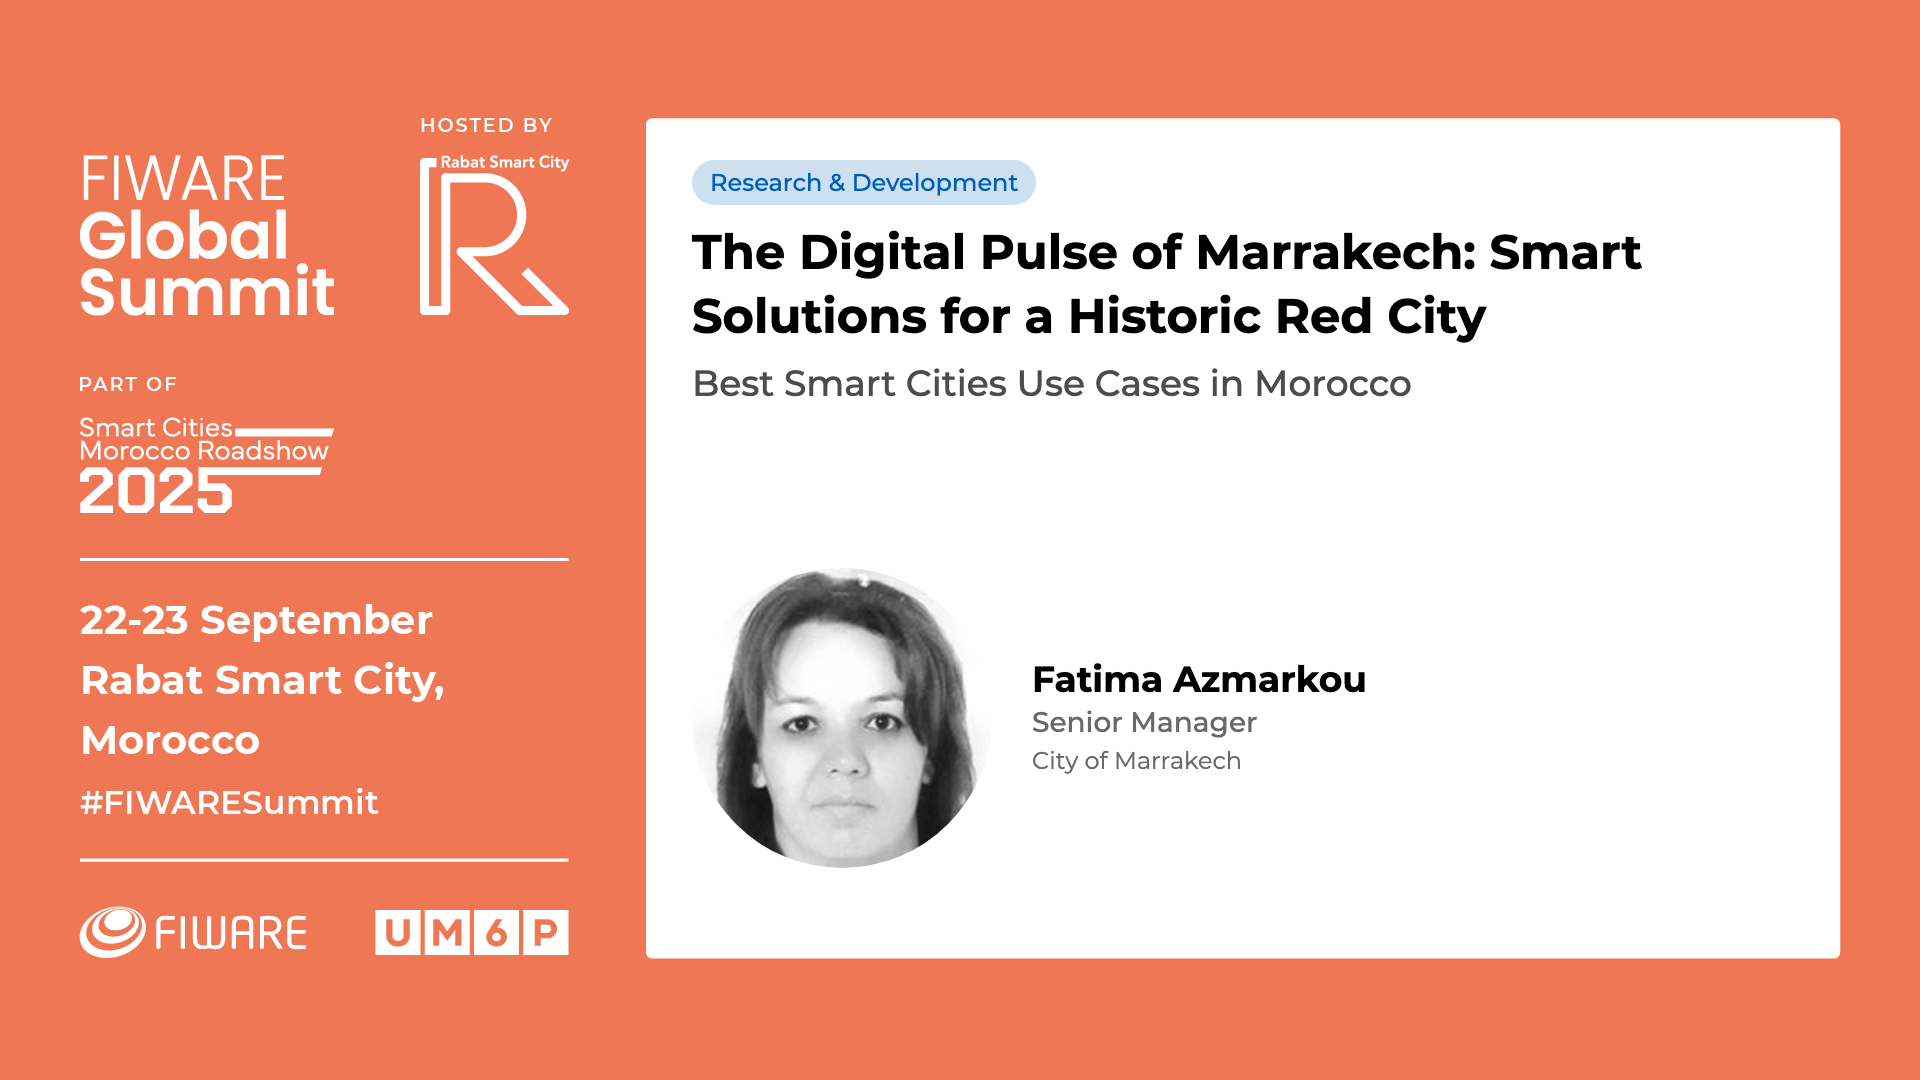 FIWARE
Global
Summit
HOSTED BY
Rabat Smart City
R
PART OF
Smart Cities
Morocco Roadshow
2025
22-23 September
Rabat Smart City,
Morocco
#FIWARESummit
FIWARE
UM6P
Research & Development
The Digital Pulse of Marrakech: Smart
Solutions for a Historic Red City
Best Smart Cities Use Cases in Morocco
Fatima Azmarkou
Senior Manager
City of Marrakech